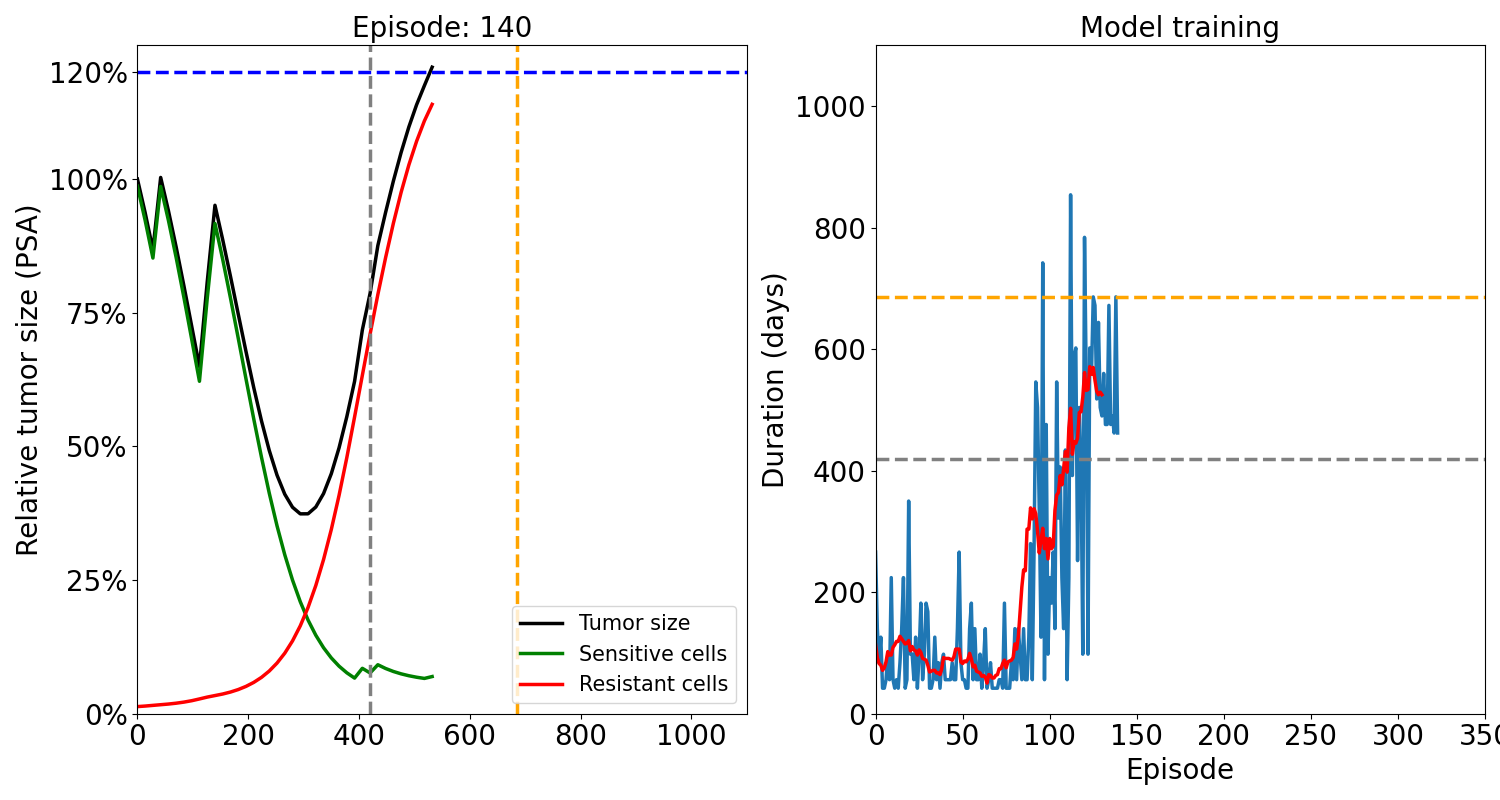 Episode: 140
Relative tumor size (PSA)
120%
100%
75%
50%
25%
0%
0 200 400 600 800 1000
Tumor size
Sensitive cells
Resistant cells
Model training
Duration (days)
1000
800
600
400
200
0
0 50 100 150 200 250 300 350
Episode